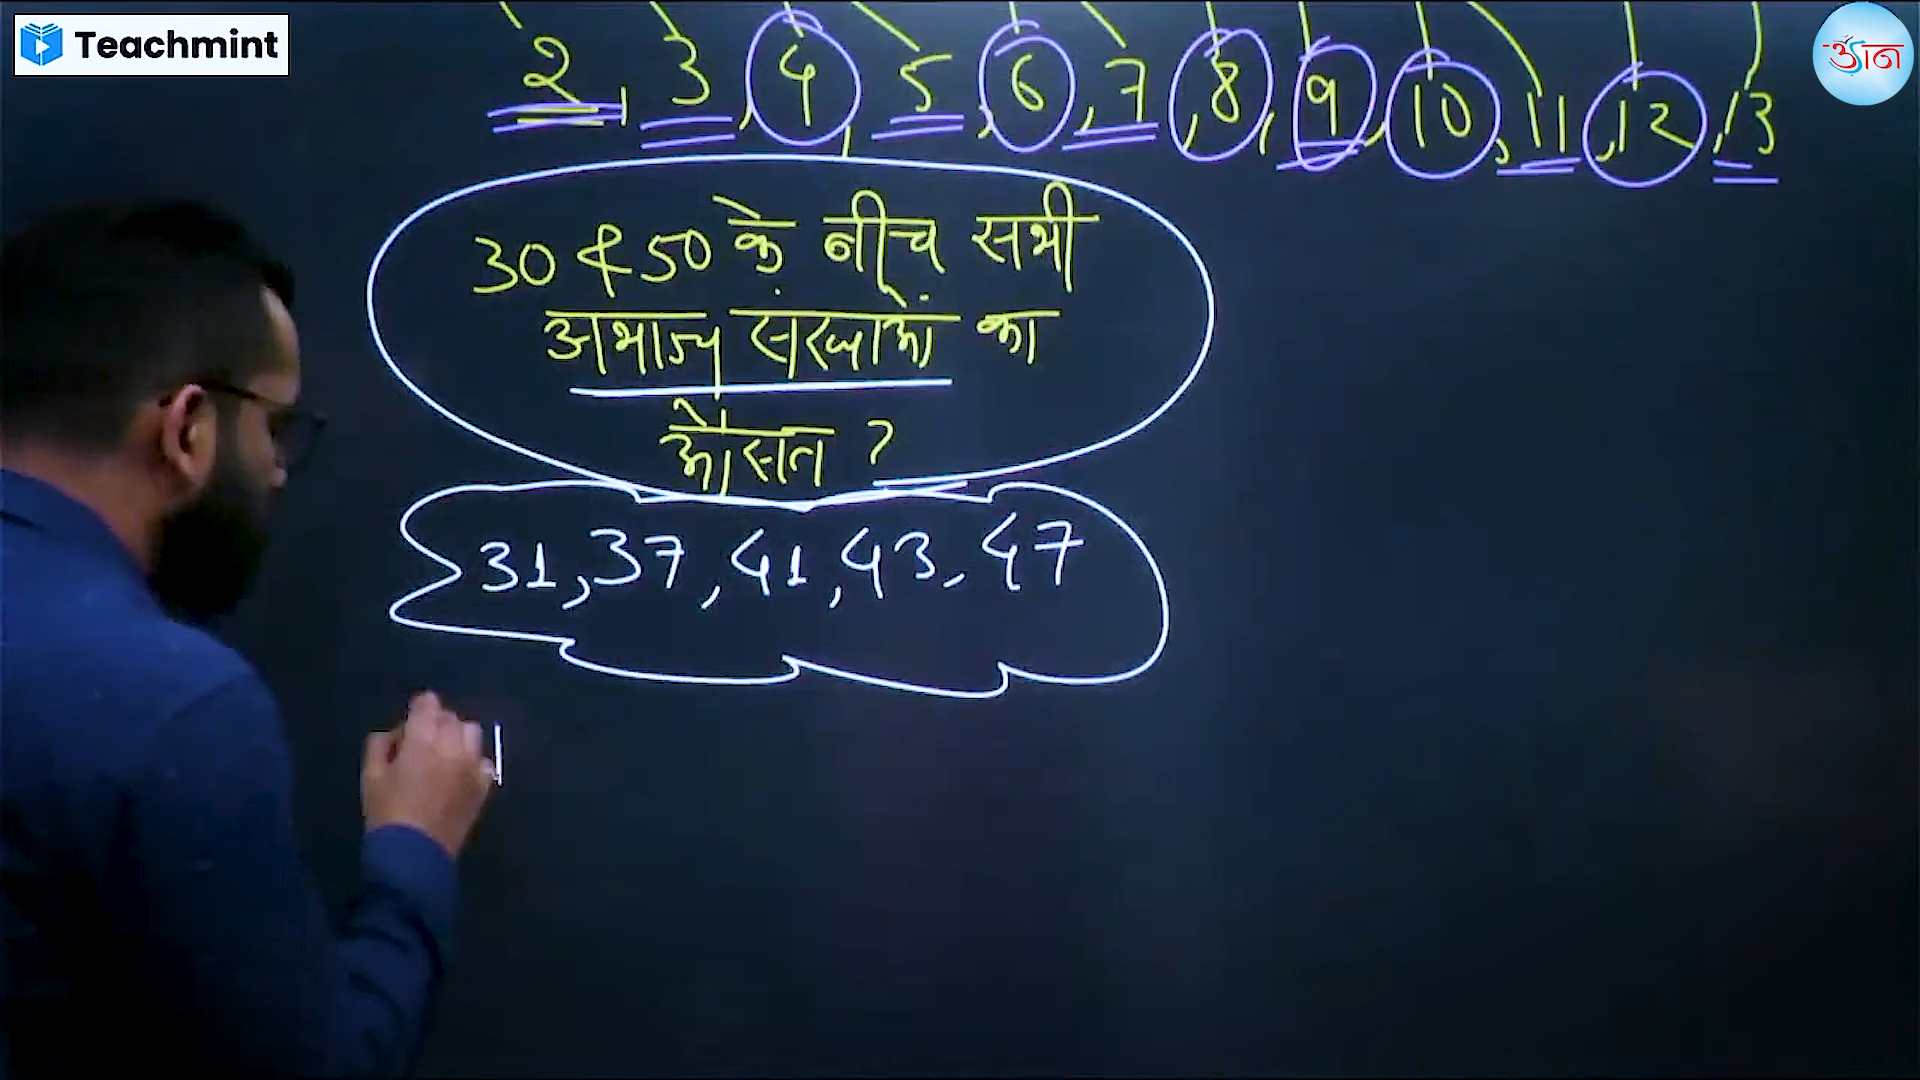 Teachmint
ज्ञान
2, 3, 4, 5, 6, 7, 8, 9, 10, 11, 12, 13
30 & 50 के बीच सभी
अभाज्य संख्याओं का
औसत ?
31, 37, 41, 43, 47
1